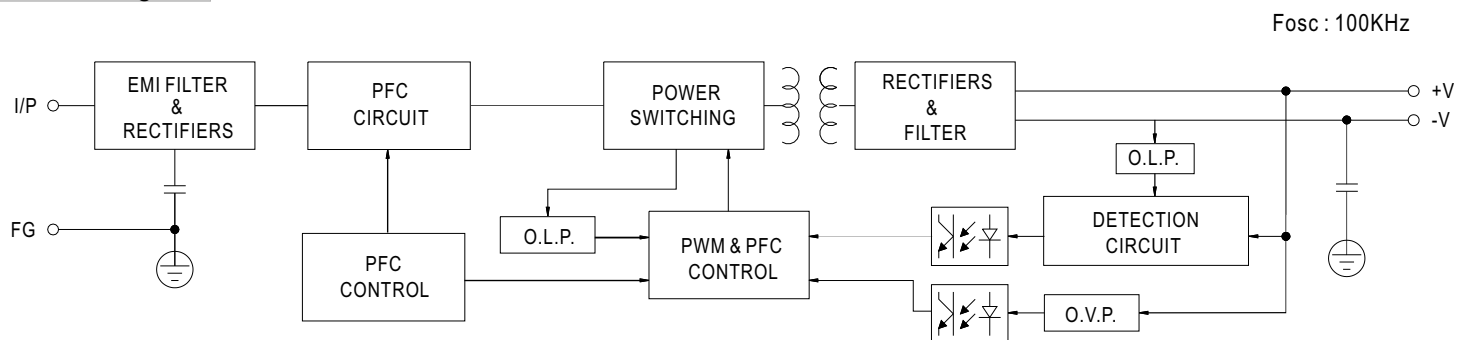 Fosc : 100KHz
I/P
EMI FILTER
&
RECTIFIERS
PFC
CIRCUIT
POWER
SWITCHING
RECTIFIERS
&
FILTER
+V
-V
O.L.P.
FG
O.L.P.
PFC
CONTROL
PWM & PFC
CONTROL
DETECTION
CIRCUIT
O.V.P.